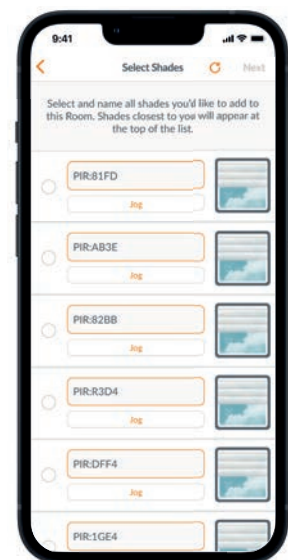 9:41
Select Shades
Next
Select and name all shades you'd like to add to
this Room. Shades closest to you will appear at
the top of the list.
PIR:81FD
Jog
PIR:AB3E
Jog
PIR:82BB
Jog
PIR:R3D4
Jog
PIR:DFF4
Jog
PIR:1GE4